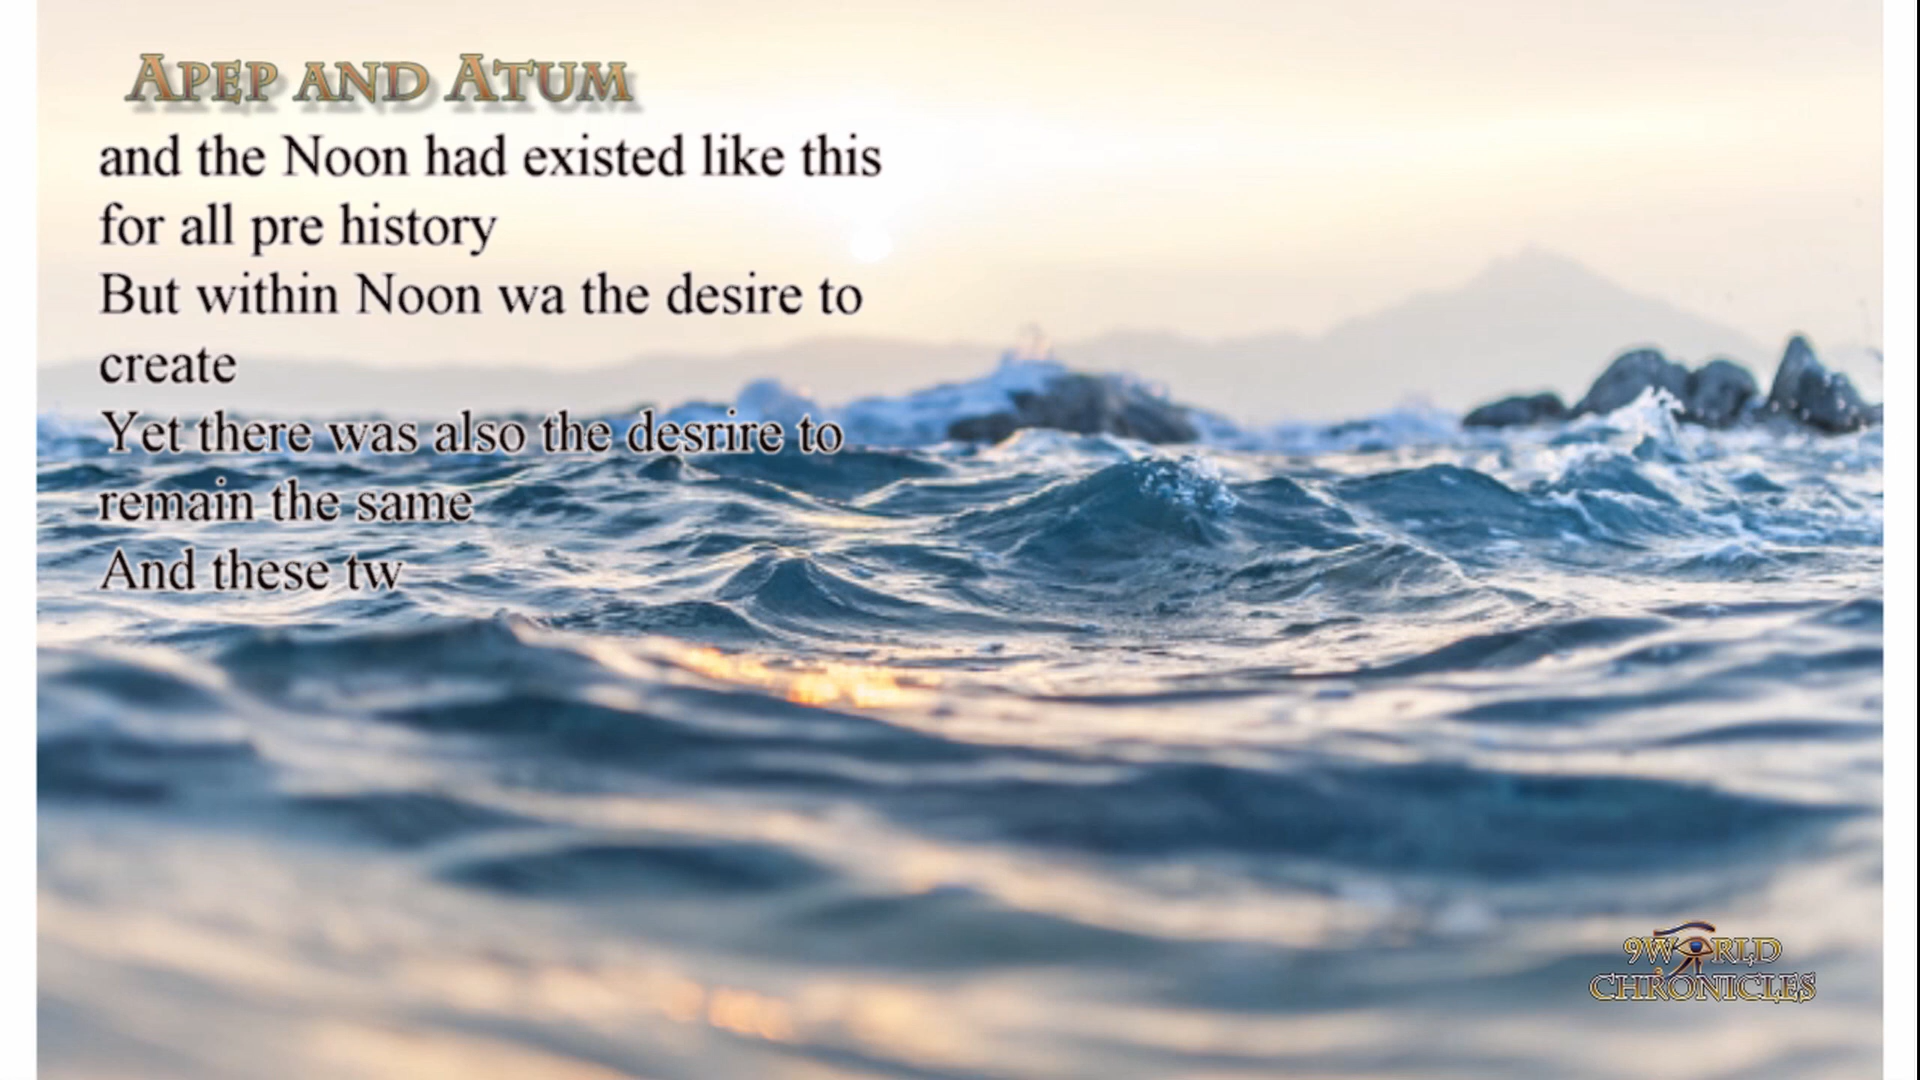 APEP AND ATUM
and the Noon had existed like this
for all pre history
But within Noon wa the desire to
create
Yet there was also the desrire to
remain the same
And these tw
9WORLD
CHRONICLES